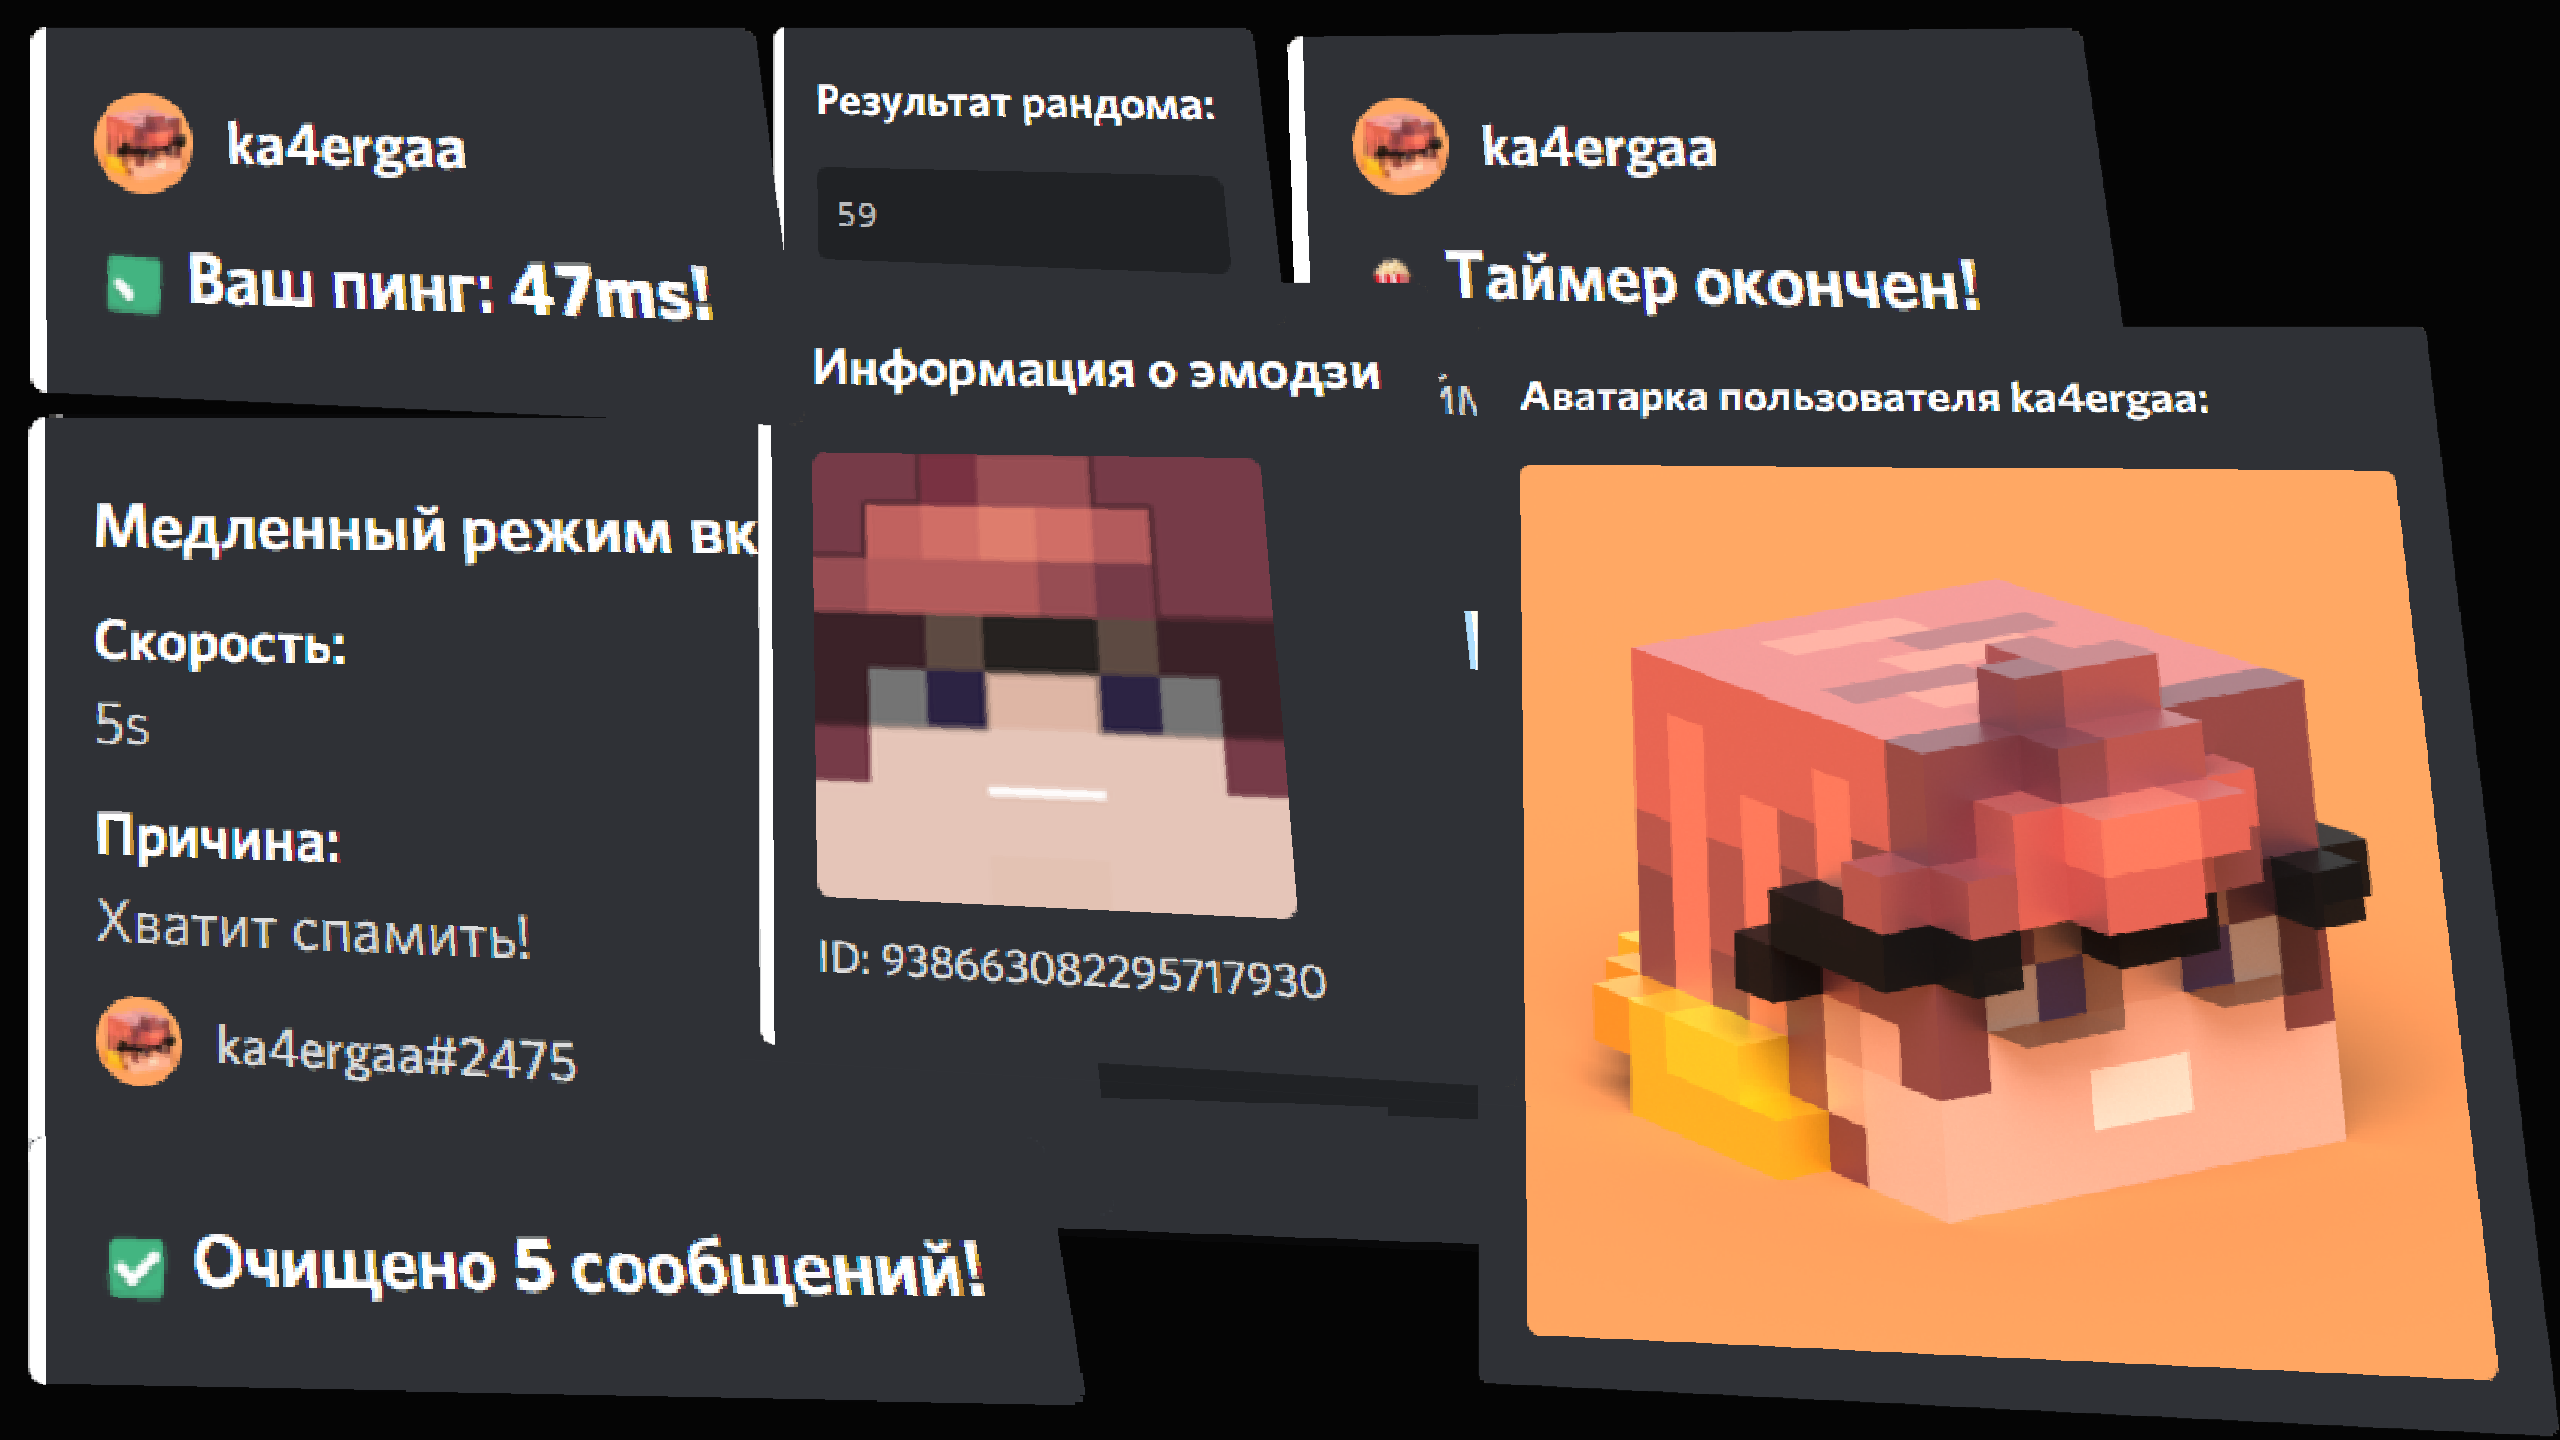 ka4ergaa
Ваш пинг: 47ms!
Результат рандома:
59
ka4ergaa
Таймер окончен!
Медленный режим вк
Скорость:
5s
Причина:
Хватит спамить!
ka4ergaa#2475
Информация о эмодзи
ID: 938663082295717930
Аватарка пользователя ka4ergaa:
Очищено 5 сообщений!